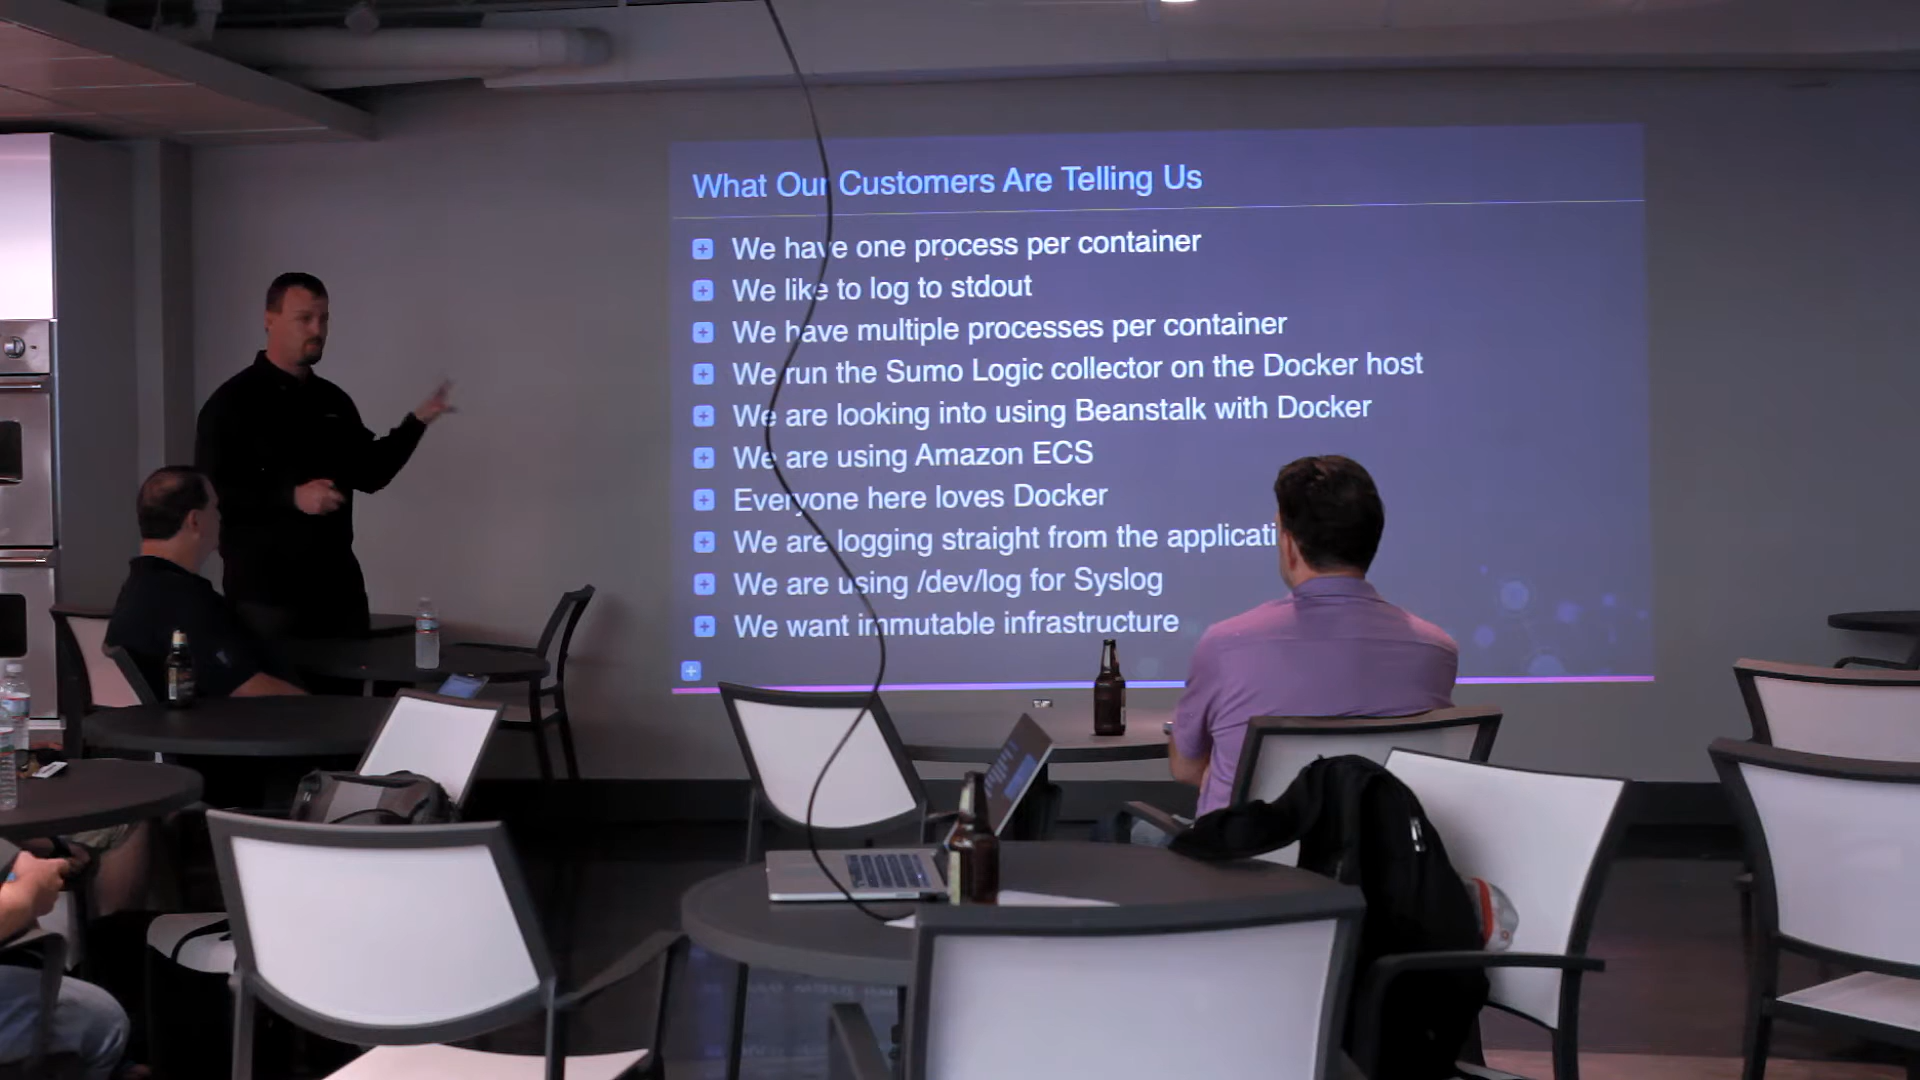 What Our Customers Are Telling Us
We have one process per container
We like to log to stdout
We have multiple processes per container
We run the Sumo Logic collector on the Docker host
We are looking into using Beanstalk with Docker
We are using Amazon ECS
Everyone here loves Docker
We are logging straight from the applicati
We are using /dev/log for Syslog
We want immutable infrastructure